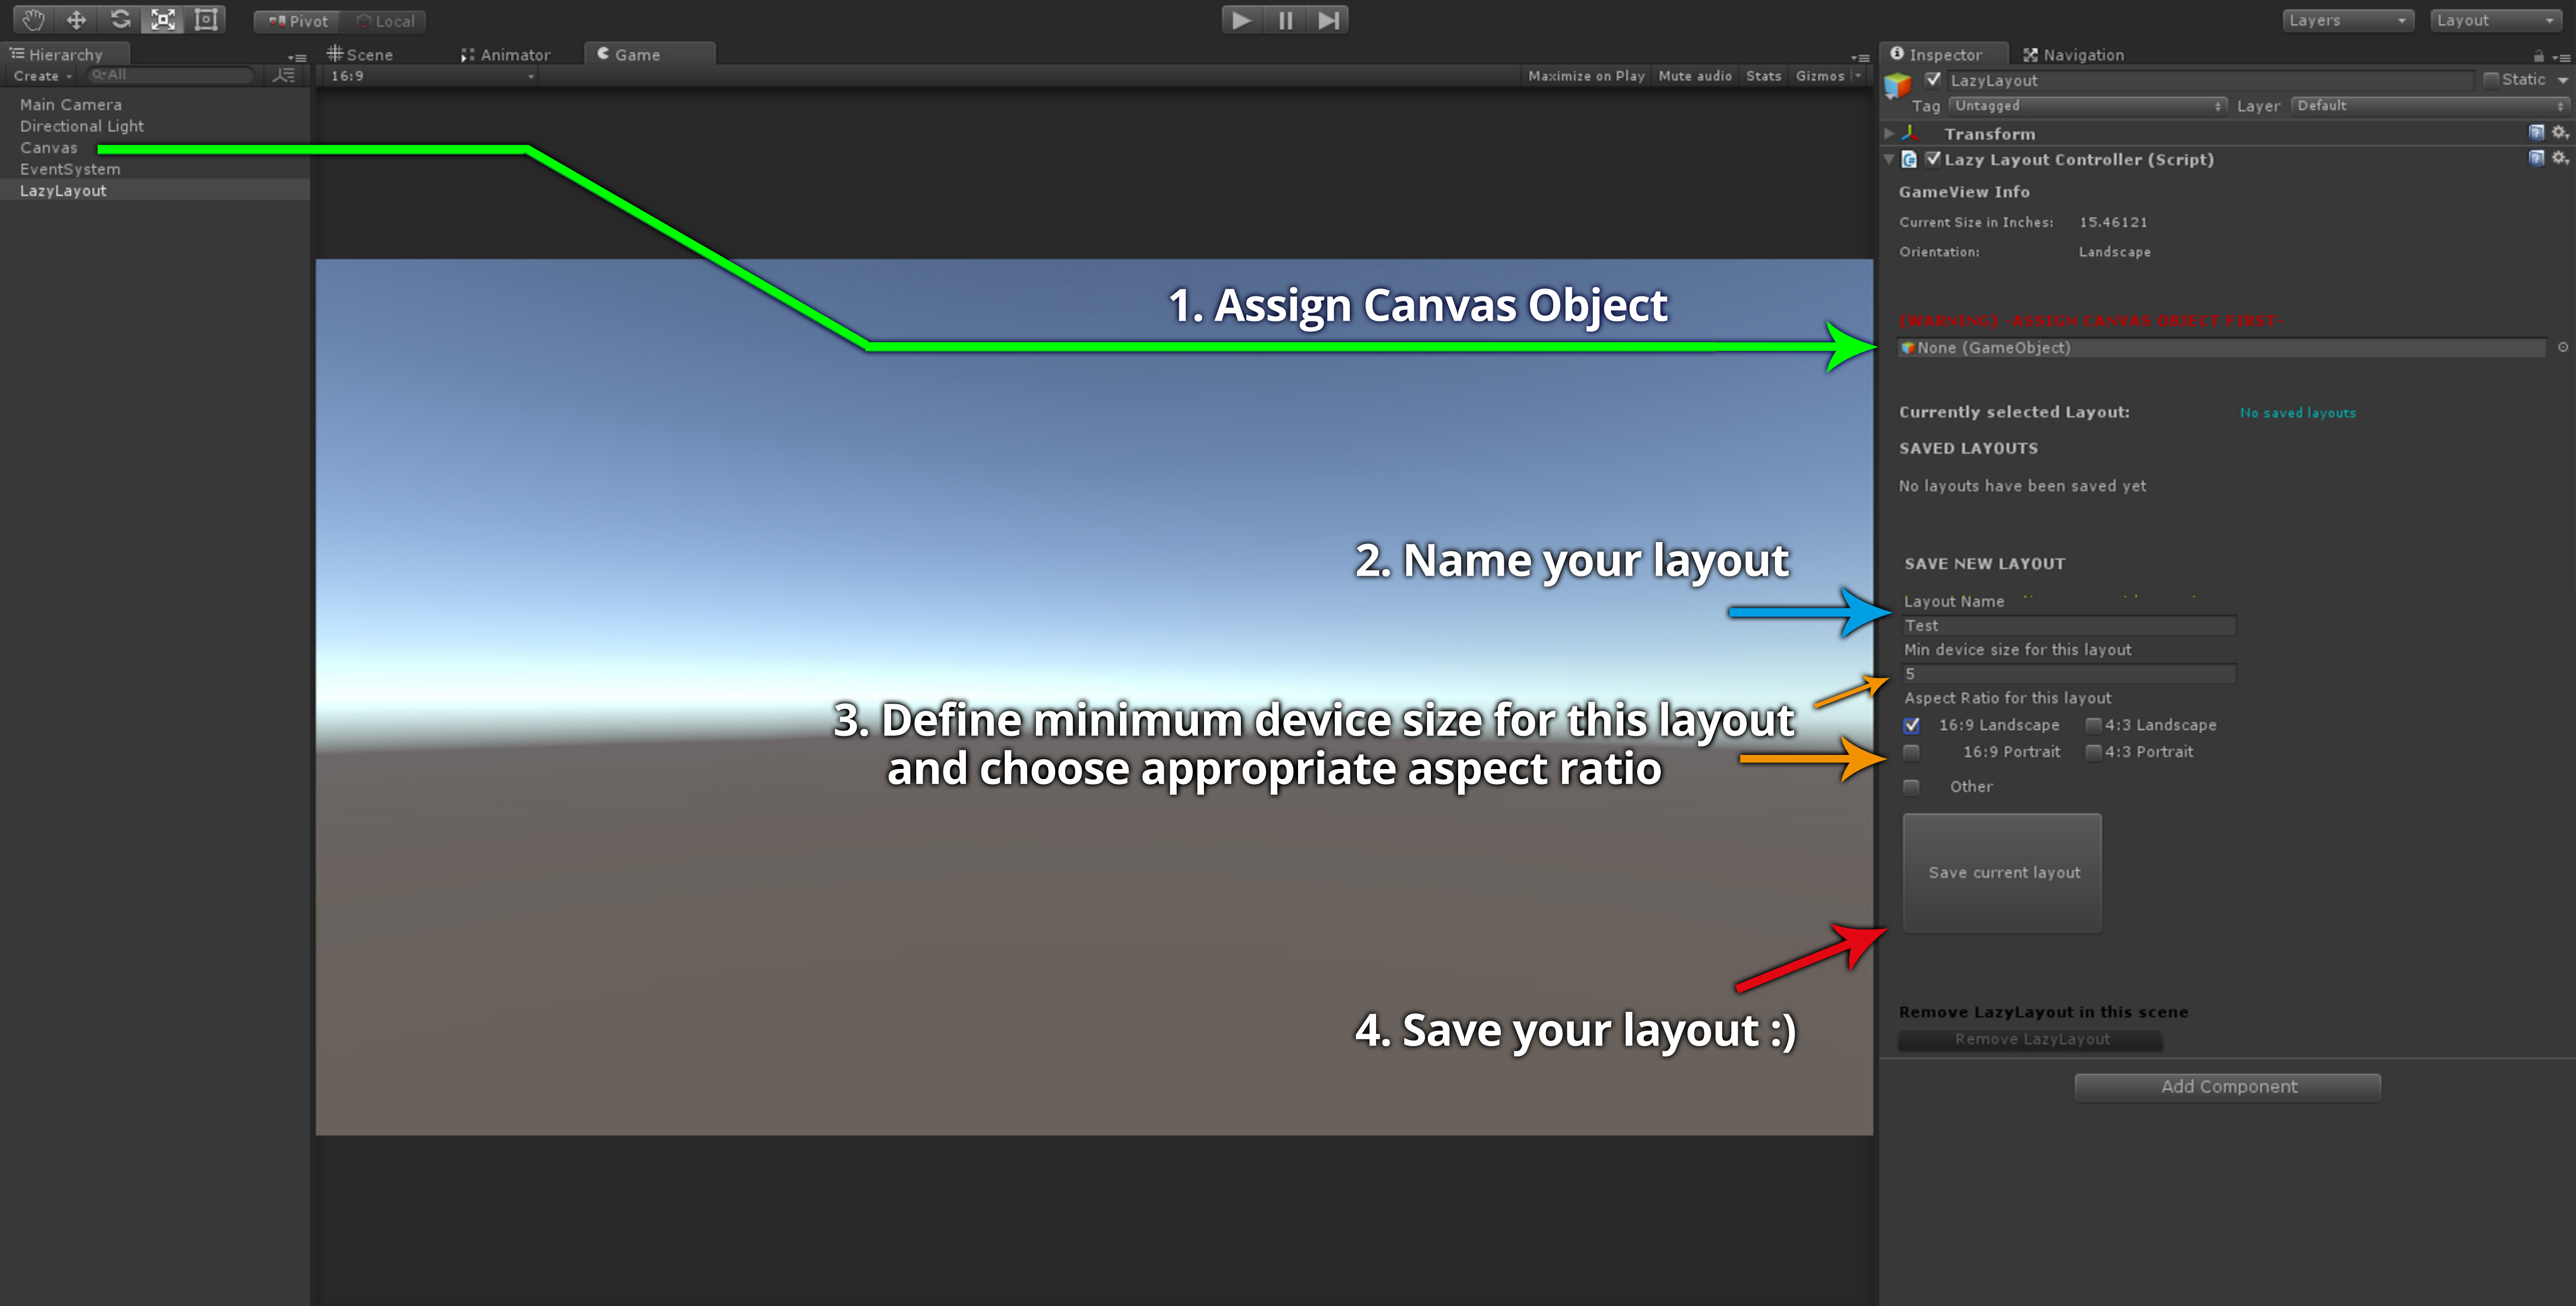 Pivot
Local
Layers
Layout
Hierarchy
Scene
Animator
Game
Inspector
Navigation
Create
All
16:9
Maximize on Play
Mute audio
Stats
Gizmos
LazyLayout
Static
Tag
Untagged
Layer
Default
Main Camera
Directional Light
Canvas
EventSystem
LazyLayout
Transform
Lazy Layout Controller (Script)
GameView Info
Current Size in Inches: 15.46121
Orientation: Landscape
1. Assign Canvas Object
(WARNING) -ASSIGN CANVAS OBJECT FIRST-
None (GameObject)
Currently selected Layout: No saved layouts
SAVED LAYOUTS
No layouts have been saved yet
2. Name your layout
SAVE NEW LAYOUT
Layout Name
Test
Min device size for this layout
5
3. Define minimum device size for this layout
and choose appropriate aspect ratio
Aspect Ratio for this layout
16:9 Landscape
4:3 Landscape
16:9 Portrait
4:3 Portrait
Other
Save current layout
4. Save your layout :)
Remove LazyLayout in this scene
Remove LazyLayout
Add Component